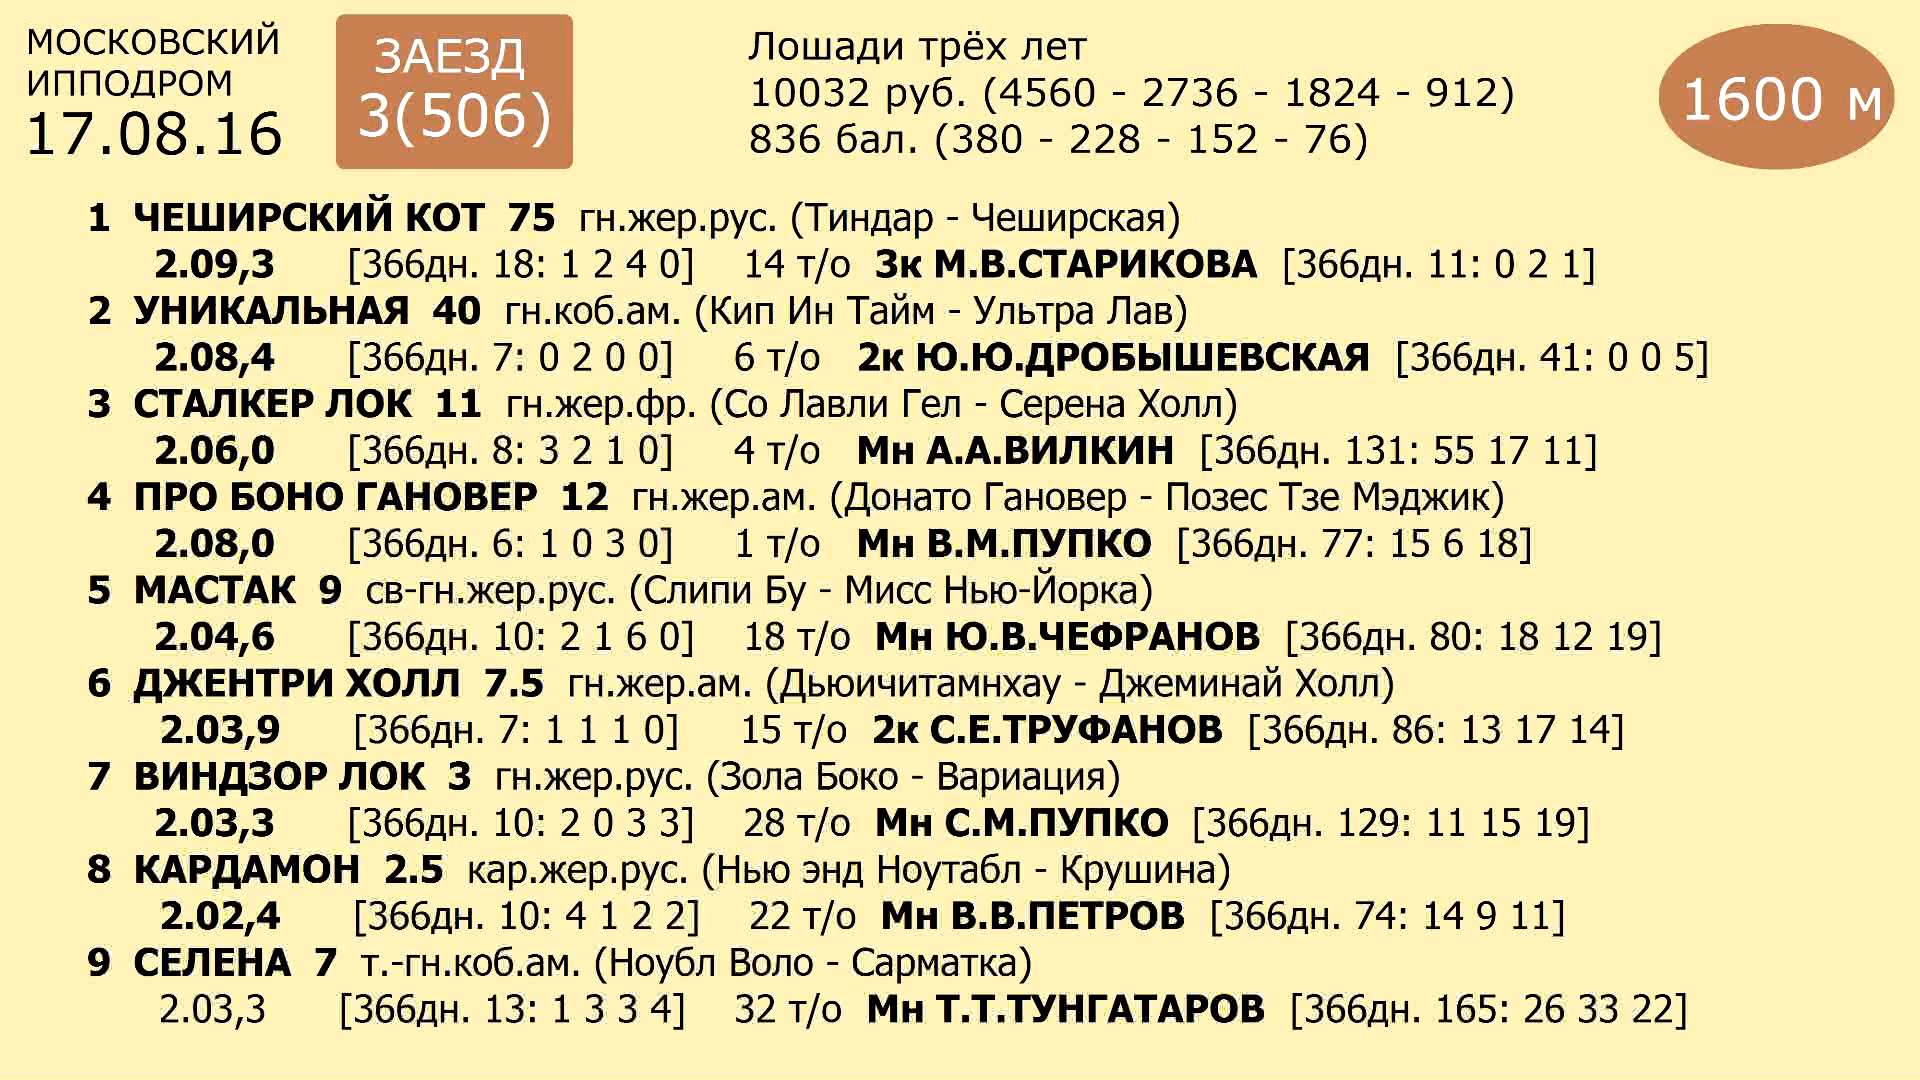 МОСКОВСКИЙ
ИППОДРОМ
17.08.16
ЗАЕЗД
3(506)
Лошади трёх лет
10032 руб. (4560 - 2736 - 1824 - 912)
836 бал. (380 - 228 - 152 - 76)
1600 м
1 ЧЕШИРСКИЙ КОТ 75 гн.жер.рус. (Тиндар - Чеширская)
2.09,3 [366дн. 18: 1 2 4 0] 14 т/о 3к М.В.СТАРИКОВА [366дн. 11: 0 2 1]
2 УНИКАЛЬНАЯ 40 гн.коб.ам. (Кип Ин Тайм - Ультра Лав)
2.08,4 [366дн. 7: 0 2 0 0] 6 т/о 2к Ю.Ю.ДРОБЫШЕВСКАЯ [366дн. 41: 0 0 5]
3 СТАЛКЕР ЛОК 11 гн.жер.фр. (Со Лавли Гел - Серена Холл)
2.06,0 [366дн. 8: 3 2 1 0] 4 т/о Мн А.А.ВИЛКИН [366дн. 131: 55 17 11]
4 ПРО БОНО ГАНОВЕР 12 гн.жер.ам. (Донато Гановер - Позес Тзе Мэджик)
2.08,0 [366дн. 6: 1 0 3 0] 1 т/о Мн В.М.ПУПКО [366дн. 77: 15 6 18]
5 МАСТАК 9 св-гн.жер.рус. (Слипи Бу - Мисс Нью-Йорка)
2.04,6 [366дн. 10: 2 1 6 0] 18 т/о Мн Ю.В.ЧЕФРАНОВ [366дн. 80: 18 12 19]
6 ДЖЕНТРИ ХОЛЛ 7.5 гн.жер.ам. (Дьюичитамнхау - Джеминай Холл)
2.03,9 [366дн. 7: 1 1 1 0] 15 т/о 2к С.Е.ТРУФАНОВ [366дн. 86: 13 17 14]
7 ВИНДЗОР ЛОК 3 гн.жер.рус. (Зола Боко - Вариация)
2.03,3 [366дн. 10: 2 0 3 3] 28 т/о Мн С.М.ПУПКО [366дн. 129: 11 15 19]
8 КАРДАМОН 2.5 кар.жер.рус. (Нью энд Ноутабл - Крушина)
2.02,4 [366дн. 10: 4 1 2 2] 22 т/о Мн В.В.ПЕТРОВ [366дн. 74: 14 9 11]
9 СЕЛЕНА 7 т.-гн.коб.ам. (Ноубл Воло - Сарматка)
2.03,3 [366дн. 13: 1 3 3 4] 32 т/о Мн Т.Т.ТУНГАТАРОВ [366дн. 165: 26 33 22]